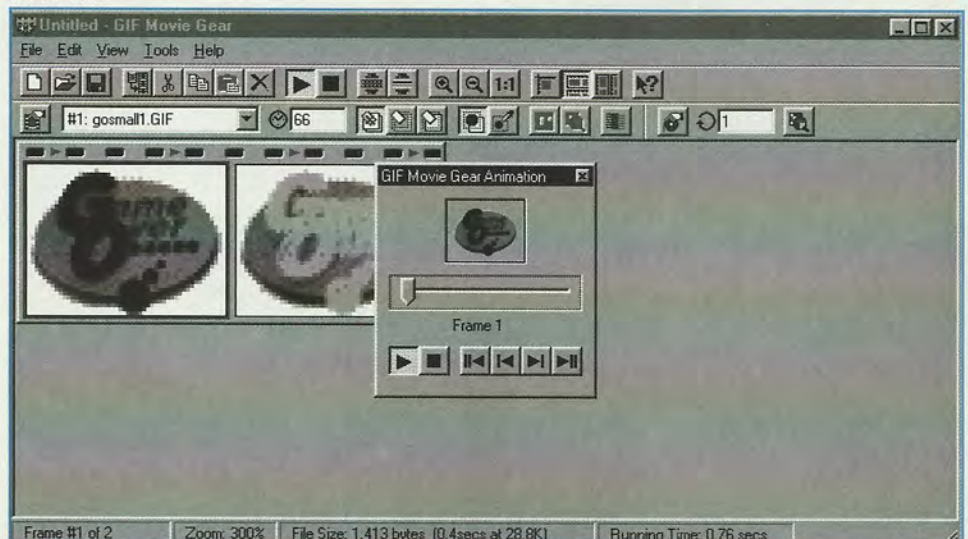 Untitled - GIF Movie Gear
File Edit View Tools Help
1:1
#1: gosmall1.GIF 66 1
GIF Movie Gear Animation
Game
Over
Frame 1
Frame #1 of 2 Zoom: 300% File Size: 1,413 bytes (0.4secs at 28.8K) Running Time: 0.76 secs